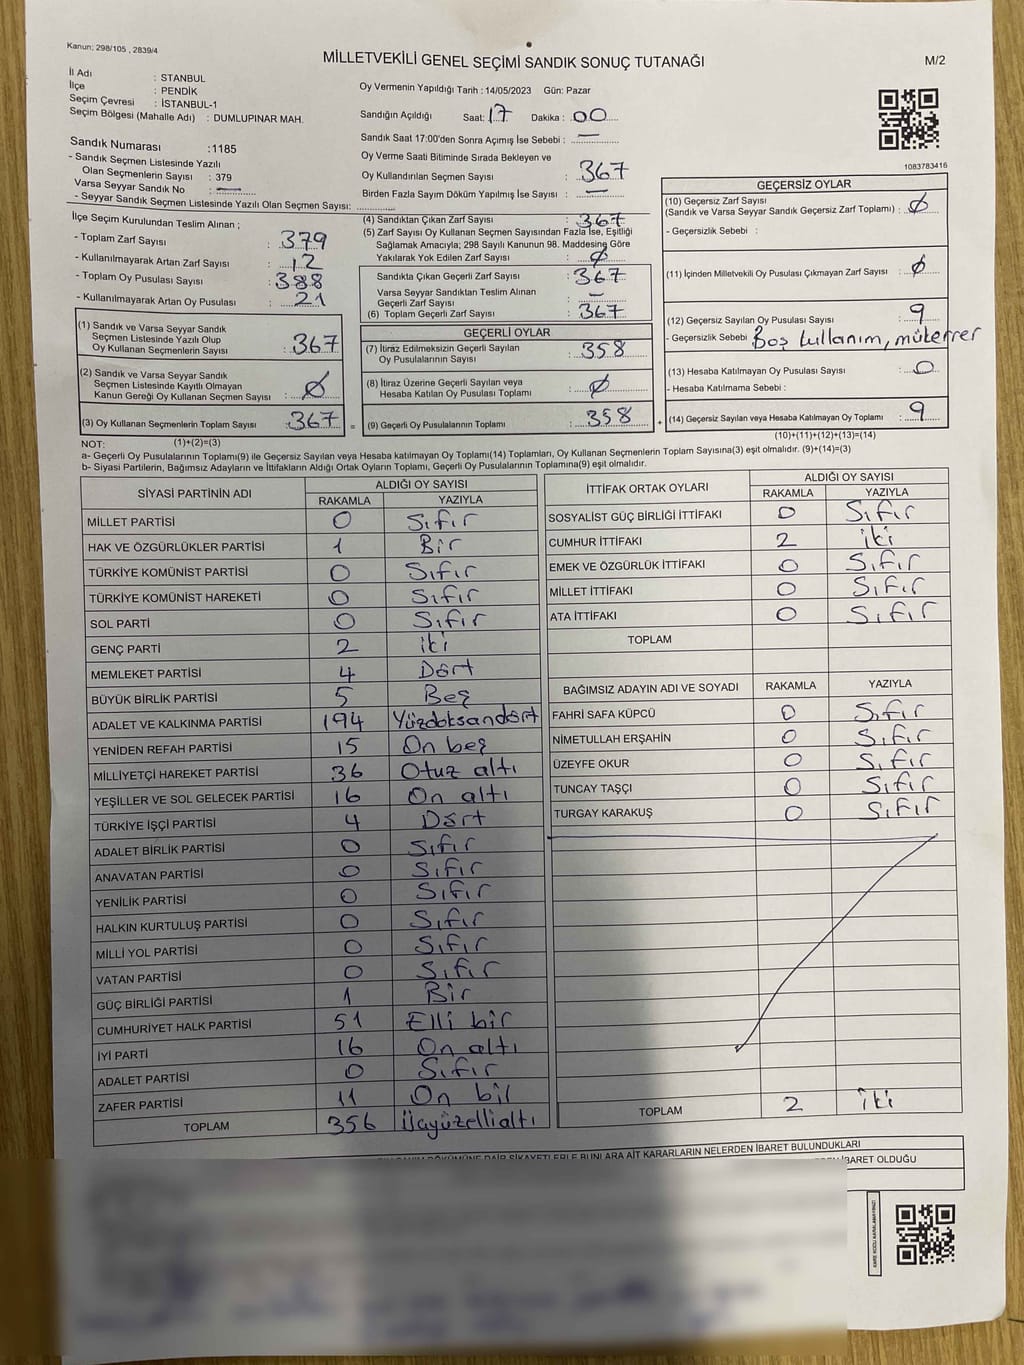 Kanun; 298/105 , 2839/4
MİLLETVEKİLİ GENEL SEÇİMİ SANDIK SONUÇ TUTANAĞI
M/2
İl Adı : STANBUL
İlçe : PENDİK
Seçim Çevresi : İSTANBUL-1
Seçim Bölgesi (Mahalle Adı) : DUMLUPINAR MAH.
Sandık Numarası :1185
- Sandık Seçmen Listesinde Yazılı
Olan Seçmenlerin Sayısı : 379
Varsa Seyyar Sandık No : —
- Seyyar Sandık Seçmen Listesinde Yazılı Olan Seçmen Sayısı:
Oy Vermenin Yapıldığı Tarih : 14/05/2023 Gün: Pazar
Sandığın Açıldığı Saat: 17 Dakika : 00
Sandık Saat 17:00'den Sonra Açımış İse Sebebi : —
Oy Verme Saati Bitiminde Sırada Bekleyen ve
Oy Kullandırılan Seçmen Sayısı : 367
Birden Fazla Sayım Döküm Yapılmış İse Sayısı : —
1083783416
İlçe Seçim Kurulundan Teslim Alınan ;
- Toplam Zarf Sayısı : 379
- Kullanılmayarak Artan Zarf Sayısı : 12
- Toplam Oy Pusulası Sayısı : 388
- Kullanılmayarak Artan Oy Pusulası : 21
(4) Sandıktan Çıkan Zarf Sayısı : 367
(5) Zarf Sayısı Oy Kullanan Seçmen Sayısından Fazla İse, Eşitliği
Sağlamak Amacıyla; 298 Sayılı Kanunun 98. Maddesine Göre
Yakılarak Yok Edilen Zarf Sayısı : Ø
Sandıkta Çıkan Geçerli Zarf Sayısı : 367
Varsa Seyyar Sandıktan Teslim Alınan
Geçerli Zarf Sayısı : —
(6) Toplam Geçerli Zarf Sayısı : 367
GEÇERSİZ OYLAR
(10) Geçersiz Zarf Sayısı
(Sandık ve Varsa Seyyar Sandık Geçersiz Zarf Toplamı) : Ø
- Geçersizlik Sebebi :
(11) İçinden Milletvekili Oy Pusulası Çıkmayan Zarf Sayısı : Ø
(12) Geçersiz Sayılan Oy Pusulası Sayısı : 9
- Geçersizlik Sebebi Boş kullanım, mükerrer
(13) Hesaba Katılmayan Oy Pusulası Sayısı : 0
- Hesaba Katılmama Sebebi :
(14) Geçersiz Sayılan veya Hesaba Katılmayan Oy Toplamı : 9
(10)+(11)+(12)+(13)=(14)
(1) Sandık ve Varsa Seyyar Sandık
Seçmen Listesinde Yazılı Olup
Oy Kullanan Seçmenlerin Sayısı : 367
(2) Sandık ve Varsa Seyyar Sandık
Seçmen Listesinde Kayıtlı Olmayan
Kanun Gereği Oy Kullanan Seçmen Sayısı : Ø
(3) Oy Kullanan Seçmenlerin Toplam Sayısı : 367 =
(1)+(2)=(3)
GEÇERLİ OYLAR
(7) İtiraz Edilmeksizin Geçerli Sayılan
Oy Pusulalarının Sayısı : 358
(8) İtiraz Üzerine Geçerli Sayılan veya
Hesaba Katılan Oy Pusulası Toplamı : Ø
(9) Geçerli Oy Pusulalarının Toplamı : 358 +
NOT:
a- Geçerli Oy Pusulalarının Toplamı(9) ile Geçersiz Sayılan veya Hesaba katılmayan Oy Toplamı(14) Toplamları, Oy Kullanan Seçmenlerin Toplam Sayısına(3) eşit olmalıdır. (9)+(14)=(3)
b- Siyasi Partilerin, Bağımsız Adayların ve İttifakların Aldığı Ortak Oyların Toplamı, Geçerli Oy Pusulalarının Toplamına(9) eşit olmalıdır.
SİYASİ PARTİNİN ADI ALDIĞI OY SAYISI
RAKAMLA YAZIYLA
MİLLET PARTİSİ 0 Sıfır
HAK VE ÖZGÜRLÜKLER PARTİSİ 1 Bir
TÜRKİYE KOMÜNİST PARTİSİ 0 Sıfır
TÜRKİYE KOMÜNİST HAREKETİ 0 Sıfır
SOL PARTİ 0 Sıfır
GENÇ PARTİ 2 iki
MEMLEKET PARTİSİ 4 Dört
BÜYÜK BİRLİK PARTİSİ 5 Beş
ADALET VE KALKINMA PARTİSİ 194 Yüzdoksandört
YENİDEN REFAH PARTİSİ 15 On beş
MİLLİYETÇİ HAREKET PARTİSİ 36 Otuz altı
YEŞİLLER VE SOL GELECEK PARTİSİ 16 On altı
TÜRKİYE İŞÇİ PARTİSİ 4 Dört
ADALET BİRLİK PARTİSİ 0 Sıfır
ANAVATAN PARTİSİ 0 Sıfır
YENİLİK PARTİSİ 0 Sıfır
HALKIN KURTULUŞ PARTİSİ 0 Sıfır
MİLLİ YOL PARTİSİ 0 Sıfır
VATAN PARTİSİ 0 Sıfır
GÜÇ BİRLİĞİ PARTİSİ 1 Bir
CUMHURİYET HALK PARTİSİ 51 Elli bir
İYİ PARTİ 16 On altı
ADALET PARTİSİ 0 Sıfır
ZAFER PARTİSİ 11 On bil
TOPLAM 356 Üçyüzellialtı
İTTİFAK ORTAK OYLARI ALDIĞI OY SAYISI
RAKAMLA YAZIYLA
SOSYALİST GÜÇ BİRLİĞİ İTTİFAKI 0 Sıfır
CUMHUR İTTİFAKI 2 iki
EMEK VE ÖZGÜRLÜK İTTİFAKI 0 Sıfır
MİLLET İTTİFAKI 0 Sıfır
ATA İTTİFAKI 0 Sıfır
TOPLAM
BAĞIMSIZ ADAYIN ADI VE SOYADI RAKAMLA YAZIYLA
FAHRİ SAFA KÜPCÜ 0 Sıfır
NİMETULLAH ERŞAHİN 0 Sıfır
ÜZEYFE OKUR 0 Sıfır
TUNCAY TAŞÇI 0 Sıfır
TURGAY KARAKUŞ 0 Sıfır
TOPLAM 2 iki
DÖKÜMÜNE DAİR ŞİKAYETLERLE BUNLARA AİT KARARLARIN NELERDEN İBARET BULUNDUKLARI
İBARET OLDUĞU